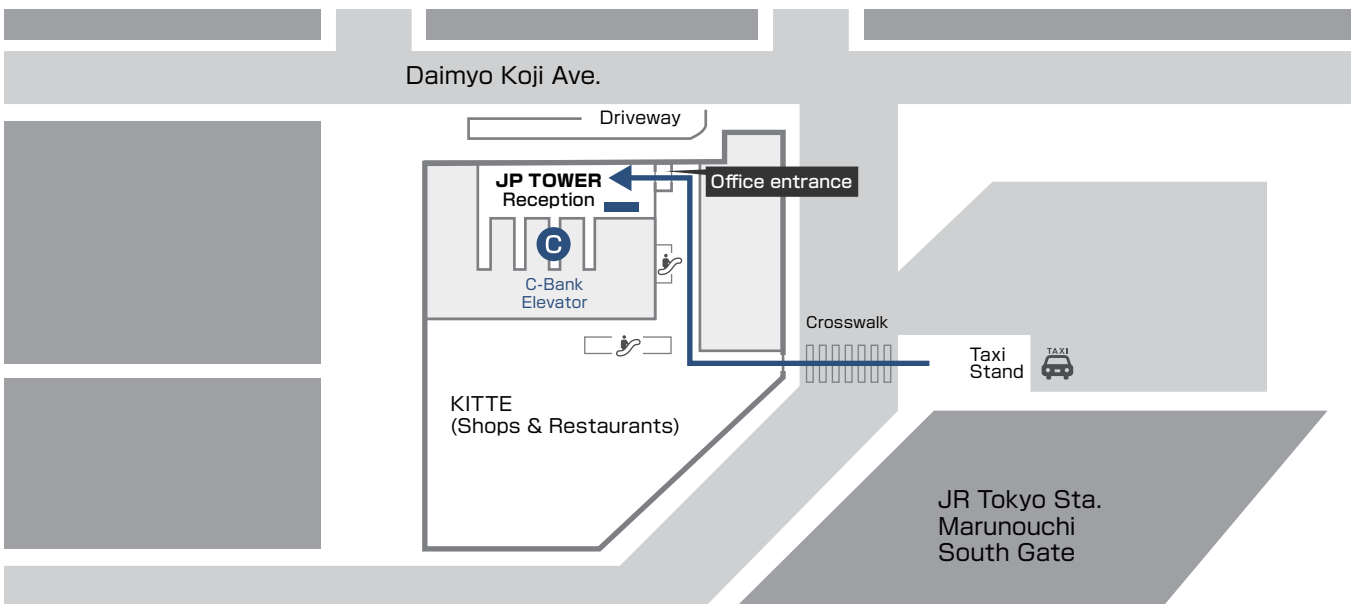 Daimyo Koji Ave.
Driveway
JP TOWER
Reception
Office entrance
C
C-Bank
Elevator
Crosswalk
Taxi
Stand
TAXI
KITTE
(Shops & Restaurants)
JR Tokyo Sta.
Marunouchi
South Gate